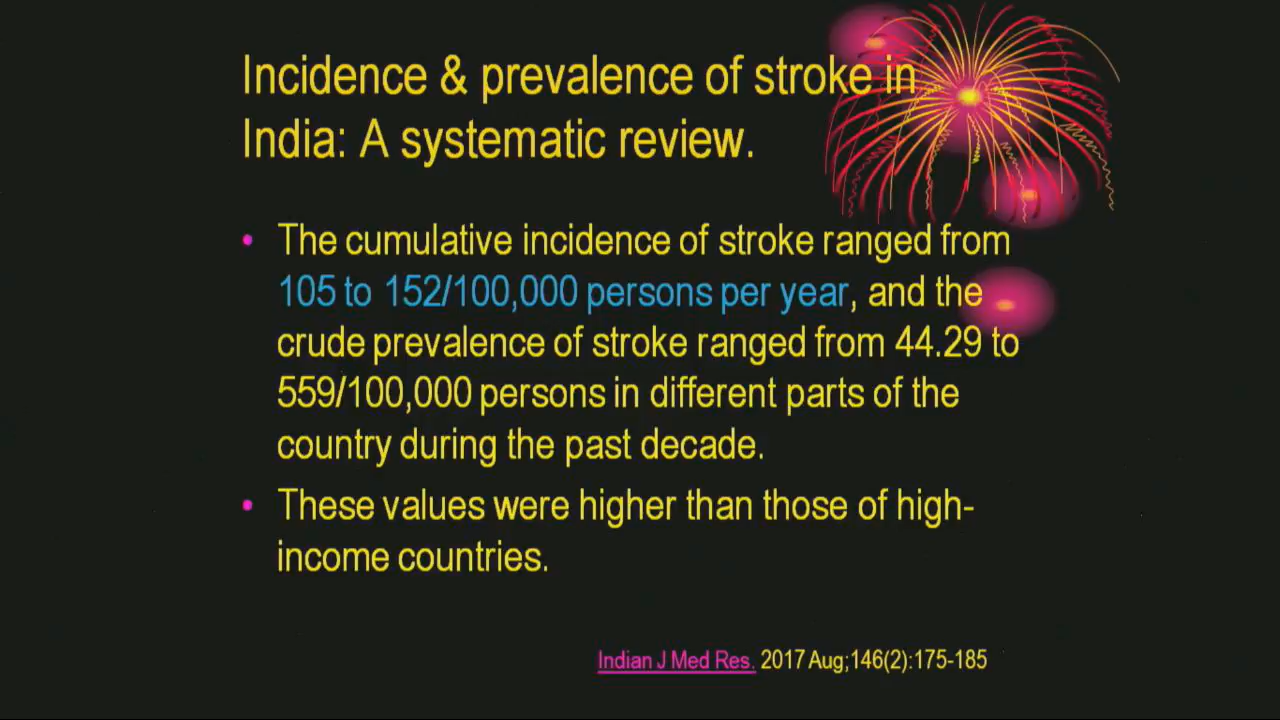 Incidence & prevalence of stroke in
India: A systematic review.
• The cumulative incidence of stroke ranged from
105 to 152/100,000 persons per year, and the
crude prevalence of stroke ranged from 44.29 to
559/100,000 persons in different parts of the
country during the past decade.
• These values were higher than those of high-
income countries.
Indian J Med Res. 2017 Aug;146(2):175-185